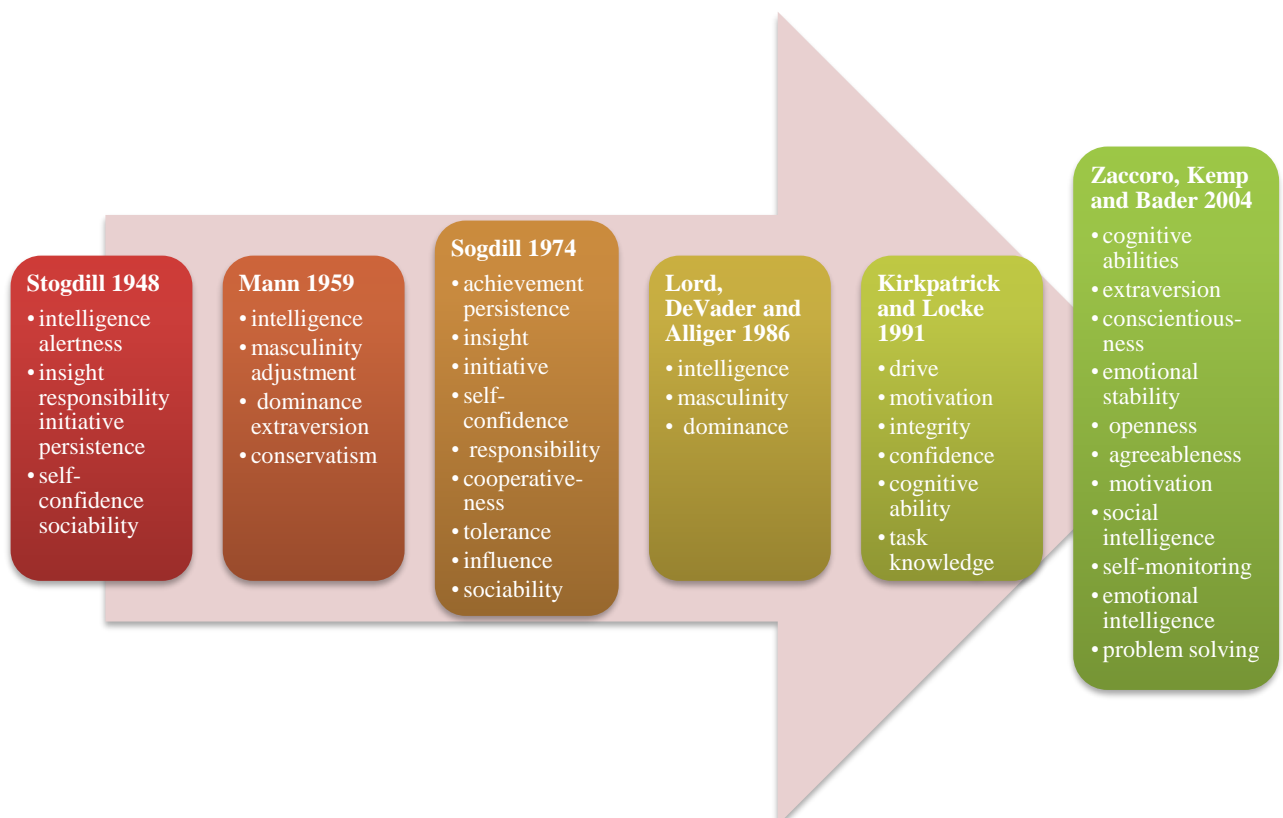 Stogdill 1948
• intelligence
alertness
• insight
responsibility
initiative
persistence
• self-
confidence
sociability
Mann 1959
• intelligence
• masculinity
adjustment
• dominance
extraversion
• conservatism
Sogdill 1974
• achievement
persistence
• insight
• initiative
• self-
confidence
• responsibility
• cooperative-
ness
• tolerance
• influence
• sociability
Lord,
DeVader and
Alliger 1986
• intelligence
• masculinity
• dominance
Kirkpatrick
and Locke
1991
• drive
• motivation
• integrity
• confidence
• cognitive
ability
• task
knowledge
Zaccoro, Kemp
and Bader 2004
• cognitive
abilities
• extraversion
• conscientious-
ness
• emotional
stability
• openness
• agreeableness
• motivation
• social
intelligence
• self-monitoring
• emotional
intelligence
• problem solving